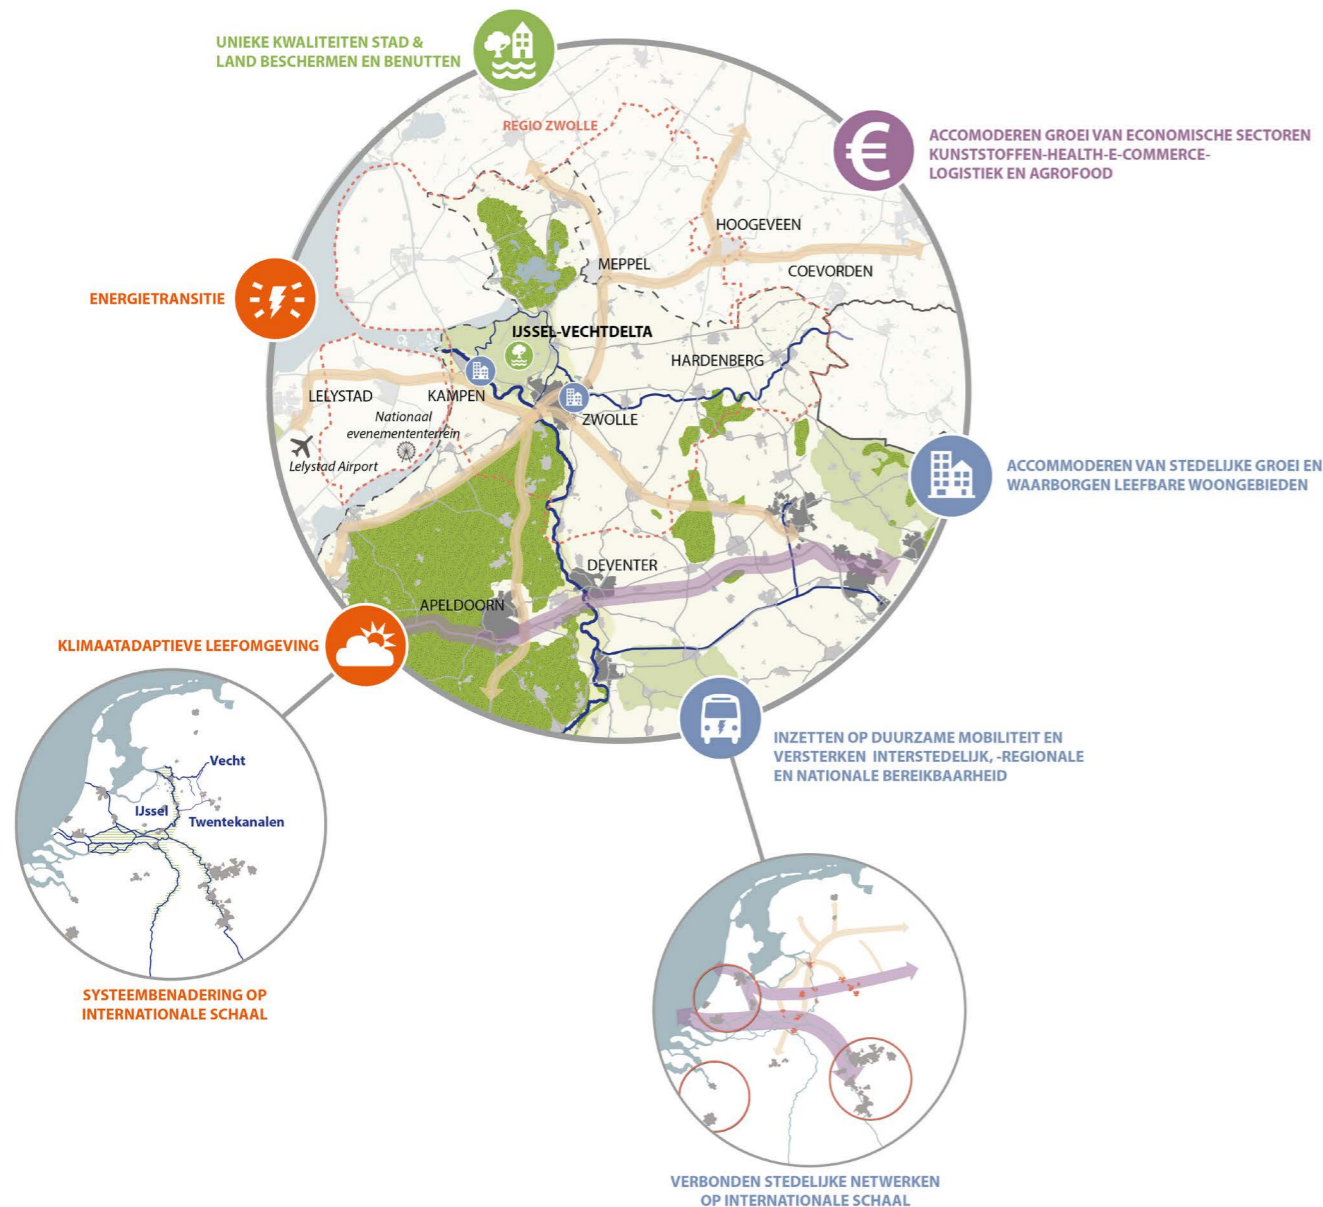 UNIEKE KWALITEITEN STAD &
LAND BESCHERMEN EN BENUTTEN
REGIO ZWOLLE
€
ACCOMODEREN GROEI VAN ECONOMISCHE SECTOREN
KUNSTSTOFFEN-HEALTH-E-COMMERCE-
LOGISTIEK EN AGROFOOD
HOOGEVEEN
MEPPEL
COEVORDEN
ENERGIETRANSITIE
IJSSEL-VECHTDELTA
HARDENBERG
LELYSTAD
KAMPEN
Nationaal
evenemententerrein
ZWOLLE
Lelystad Airport
ACCOMMODEREN VAN STEDELIJKE GROEI EN
WAARBORGEN LEEFBARE WOONGEBIEDEN
DEVENTER
APELDOORN
KLIMAATADAPTIEVE LEEFOMGEVING
INZETTEN OP DUURZAME MOBILITEIT EN
VERSTERKEN INTERSTEDELIJK, -REGIONALE
EN NATIONALE BEREIKBAARHEID
Vecht
IJssel
Twentekanalen
SYSTEEMBENADERING OP
INTERNATIONALE SCHAAL
VERBONDEN STEDELIJKE NETWERKEN
OP INTERNATIONALE SCHAAL